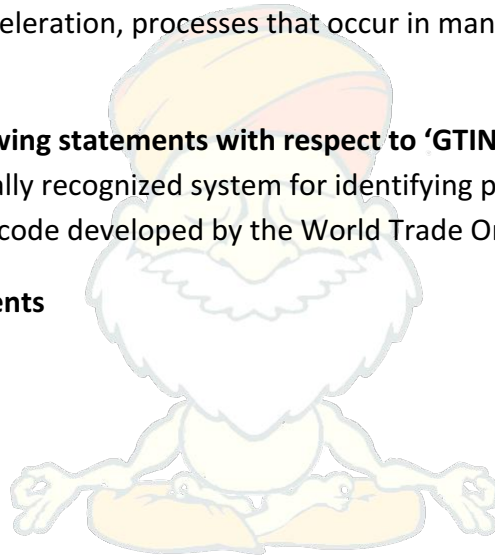 eleration, processes that occur in man
wing statements with respect to ‘GTIN
ally recognized system for identifying p
code developed by the World Trade Or
ents